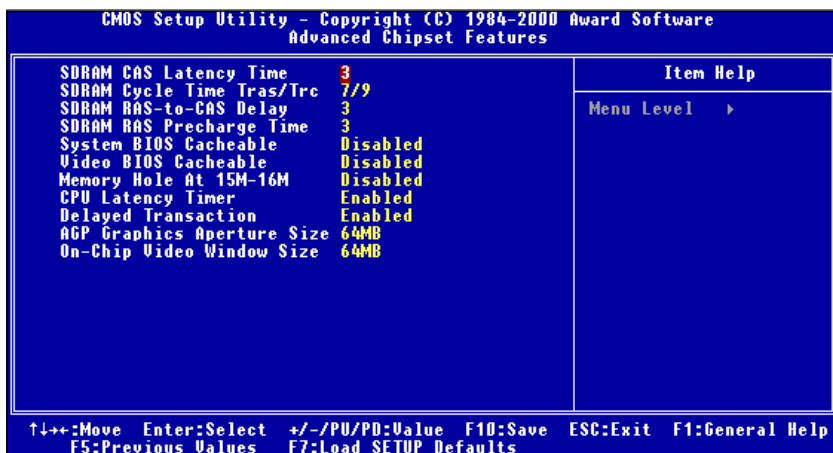 CMOS Setup Utility - Copyright (C) 1984-2000 Award Software
Advanced Chipset Features
SDRAM CAS Latency Time 3
SDRAM Cycle Time Tras/Trc 7/9
SDRAM RAS-to-CAS Delay 3
SDRAM RAS Precharge Time 3
System BIOS Cacheable Disabled
Video BIOS Cacheable Disabled
Memory Hole At 15M-16M Disabled
CPU Latency Timer Enabled
Delayed Transaction Enabled
AGP Graphics Aperture Size 64MB
On-Chip Video Window Size 64MB
Item Help
Menu Level ▸
↑↓→←:Move Enter:Select +/-/PU/PD:Value F10:Save ESC:Exit F1:General Help
F5:Previous Values F7:Load SETUP Defaults